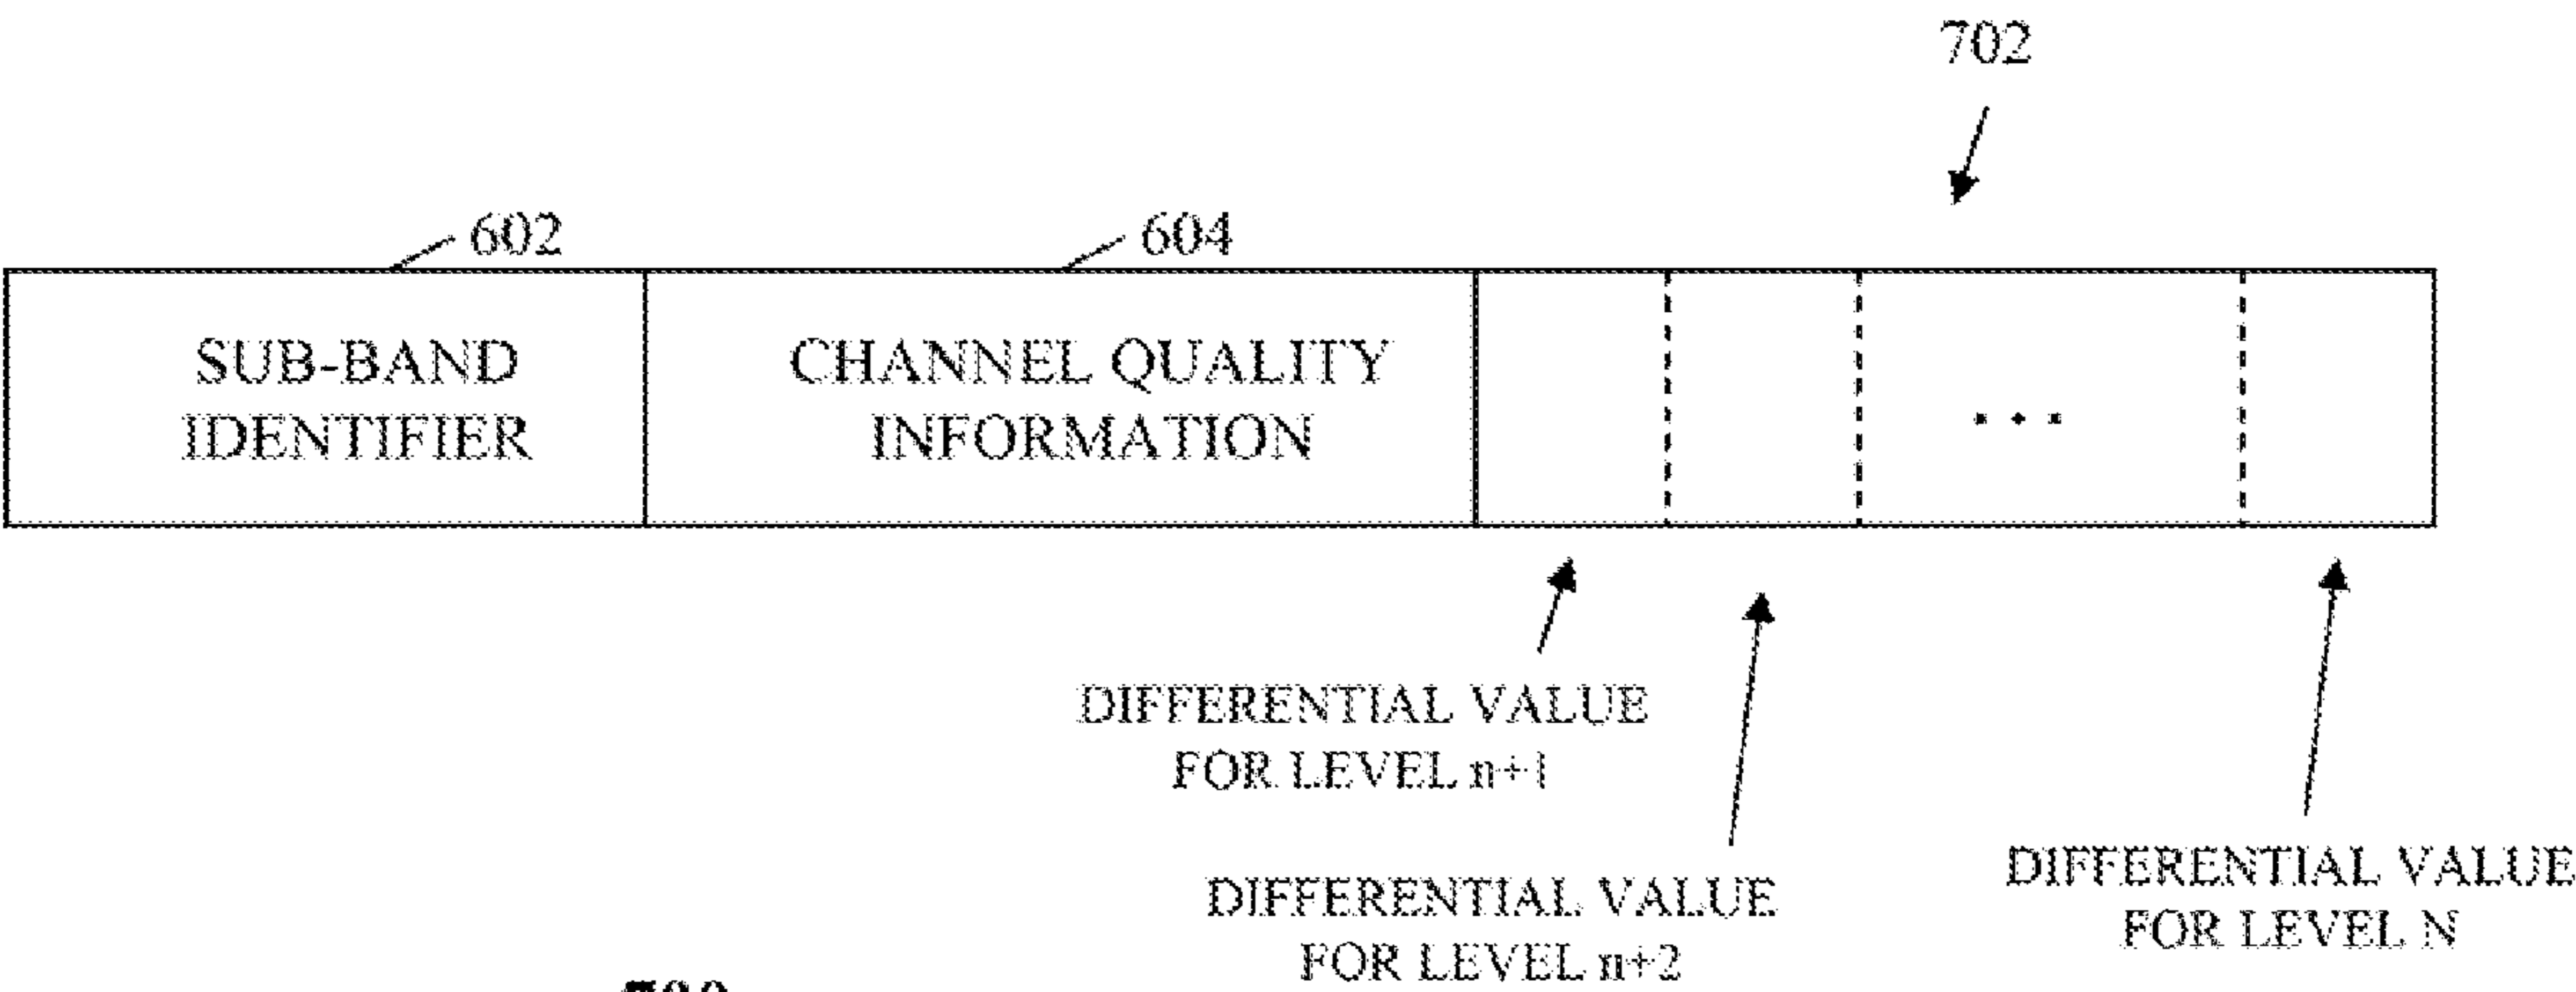 702
602
604
SUB-BAND
IDENTIFIER
CHANNEL QUALITY
INFORMATION
. . .
DIFFERENTIAL VALUE
FOR LEVEL n+1
DIFFERENTIAL VALUE
FOR LEVEL n+2
DIFFERENTIAL VALUE
FOR LEVEL N